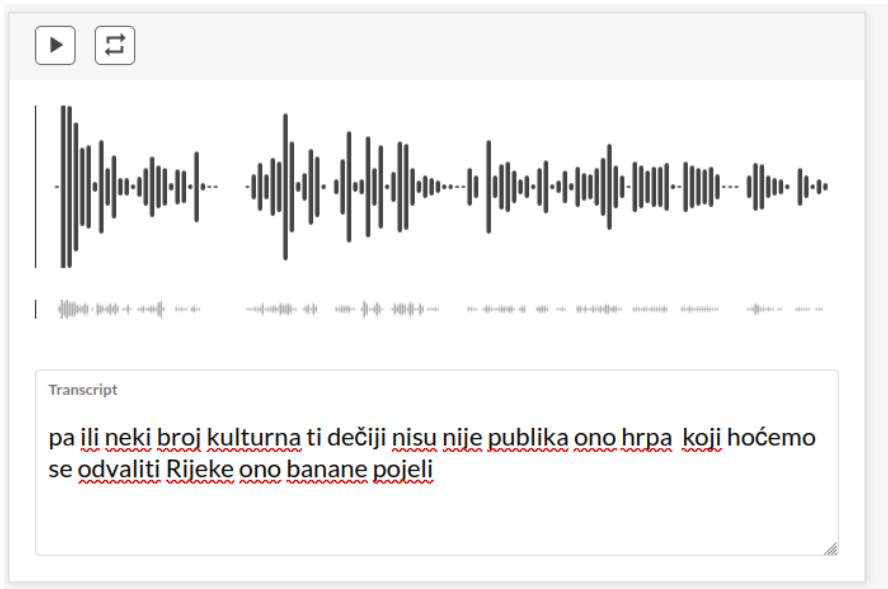 Transcript
pa ili neki broj kulturna ti dečiji nisu nije publika ono hrpa  koji hoćemo
se odvaliti Rijeke ono banane pojeli